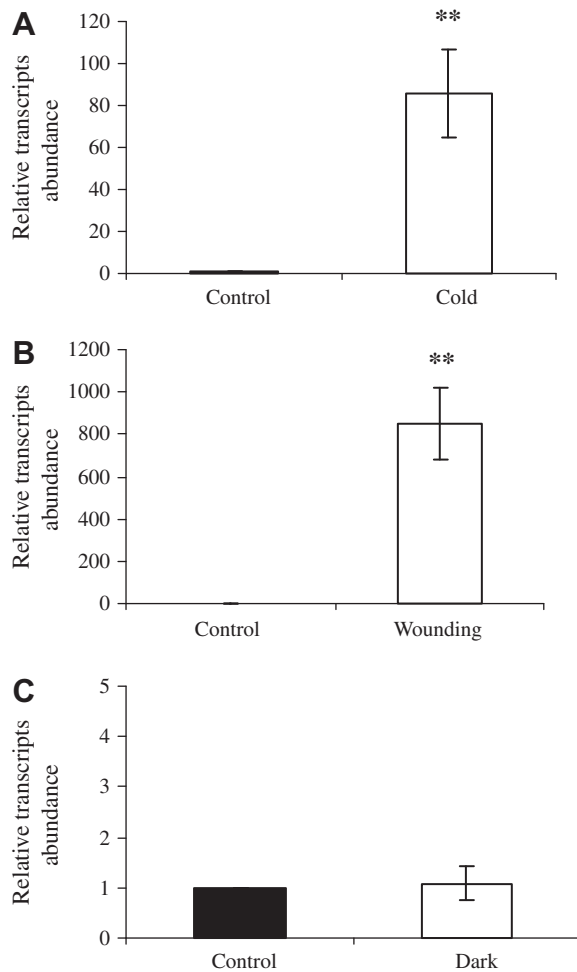 A
Relative transcripts
abundance
120
100
80
60
40
20
0
**
Control Cold
B
Relative transcripts
abundance
1200
1000
800
600
400
200
0
**
Control Wounding
C
Relative transcripts
abundance
5
4
3
2
1
0
Control Dark